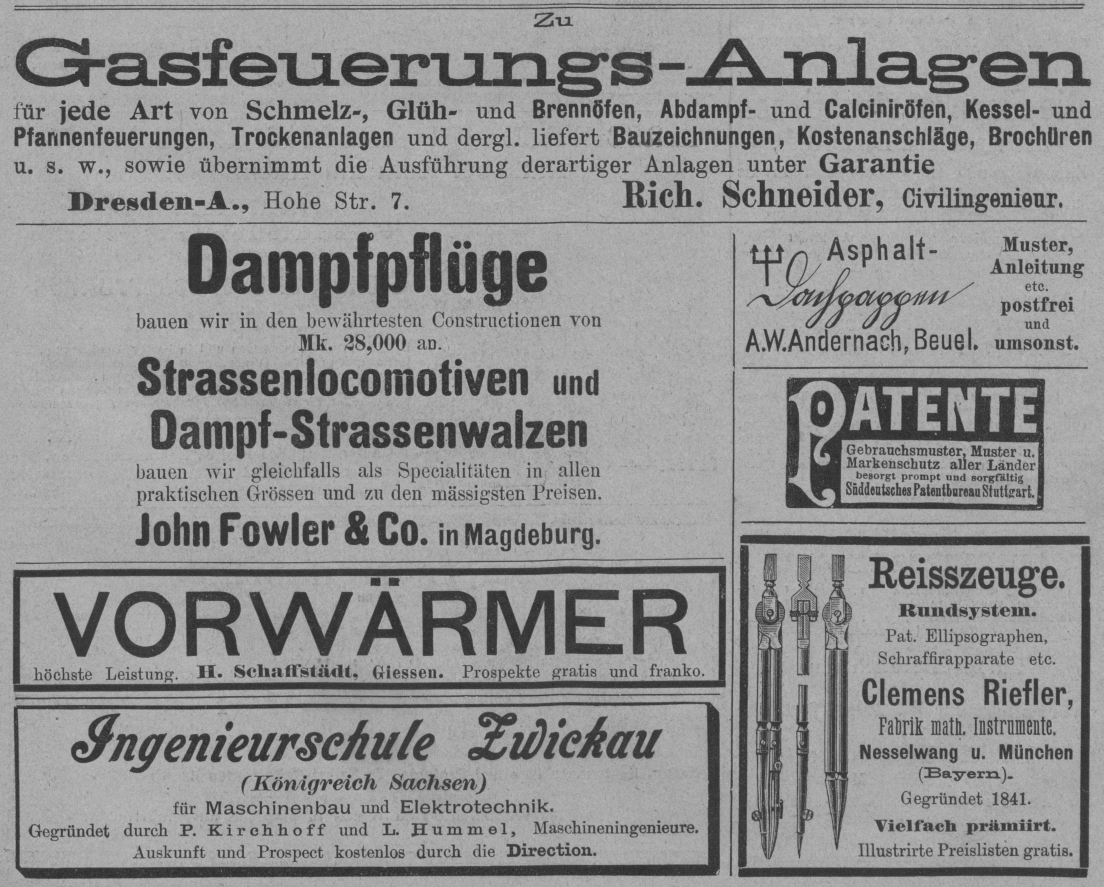 Zu
Gasfeuerungs-Anlagen
für jede Art von Schmelz-, Glüh- und Brennöfen, Abdampf- und Calciniröfen, Kessel- und
Pfannenfeuerungen, Trockenanlagen und dergl. liefert Bauzeichnungen, Kostenanschläge, Brochüren
u. s. w., sowie übernimmt die Ausführung derartiger Anlagen unter Garantie
Dresden-A., Hohe Str. 7.
Rich. Schneider, Civilingenieur.
Dampfpflüge
bauen wir in den bewährtesten Constructionen von
Mk. 28,000 an.
Strassenlocomotiven und
Dampf-Strassenwalzen
bauen wir gleichfalls als Specialitäten in allen
praktischen Grössen und zu den mässigsten Preisen.
John Fowler & Co. in Magdeburg.
VORWÄRMER
höchste Leistung. H. Schaffstädt, Giessen. Prospekte gratis und franko.
Ingenieurschule Zwickau
(Königreich Sachsen)
für Maschinenbau und Elektrotechnik.
Gegründet durch P. Kirchhoff und L. Hummel, Maschineningenieure.
Auskunft und Prospect kostenlos durch die Direction.
Asphalt-
Dachpappen
A.W.Andernach, Beuel.
Muster,
Anleitung
etc.
postfrei
und
umsonst.
PATENTE
Gebrauchsmuster, Muster u.
Markenschutz aller Länder
besorgt prompt und sorgfältig
Süddeutsches Patentbureau Stuttgart.
Reisszeuge.
Rundsystem.
Pat. Ellipsographen,
Schraffirapparate etc.
Clemens Riefler,
Fabrik math. Instrumente.
Nesselwang u. München
(Bayern).
Gegründet 1841.
Vielfach prämiirt.
Illustrirte Preislisten gratis.